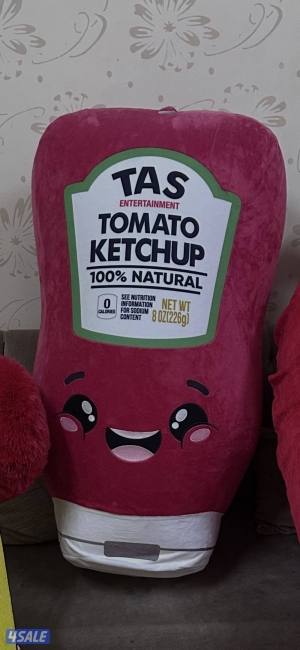 TAS
ENTERTAINMENT
TOMATO
KETCHUP
100% NATURAL
0
CALORIES
SEE NUTRITION
INFORMATION
FOR SODIUM
CONTENT
NET WT
8 OZ(226g)
4SALE